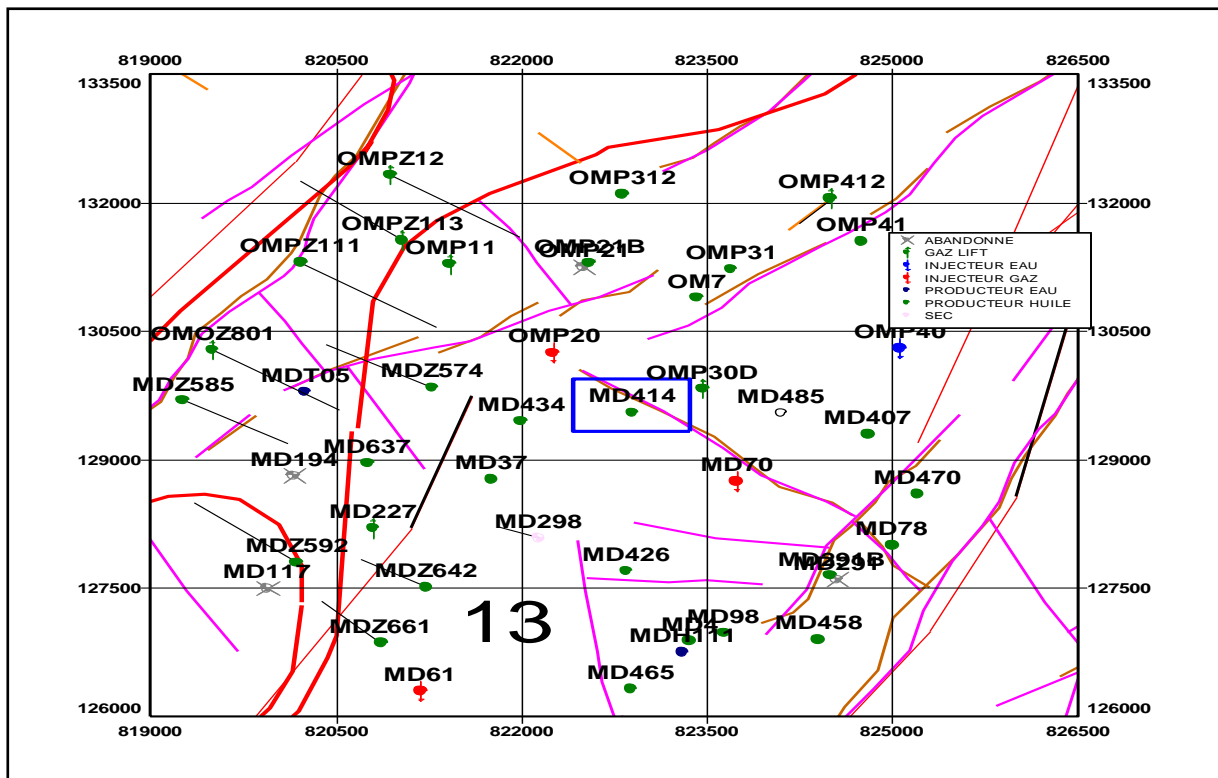 819000 820500 822000 823500 825000 826500
133500 133500
OMPZ12
OMP312
OMP412
132000 132000
OMPZ113
OMP41
OMPZ111
OMP11
OMP21B
OMP21
OMP31
ABANDONNE
GAZ LIFT
INJECTEUR EAU
INJECTEUR GAZ
PRODUCTEUR EAU
PRODUCTEUR HUILE
SEC
OM7
130500 130500
OMOZ801
OMP20
OMP40
MDZ585
MDT05
MDZ574
OMP30D
MD434
MD414
MD485
MD407
129000 129000
MD194
MD637
MD37
MD70
MD470
MD227
MD298
MD78
MDZ592
MD117
MDZ642
MD426
MD291B
MD291
127500 127500
13
MDZ661
MD98
MD4
MDH111
MD458
MD61
MD465
126000 126000
819000 820500 822000 823500 825000 826500